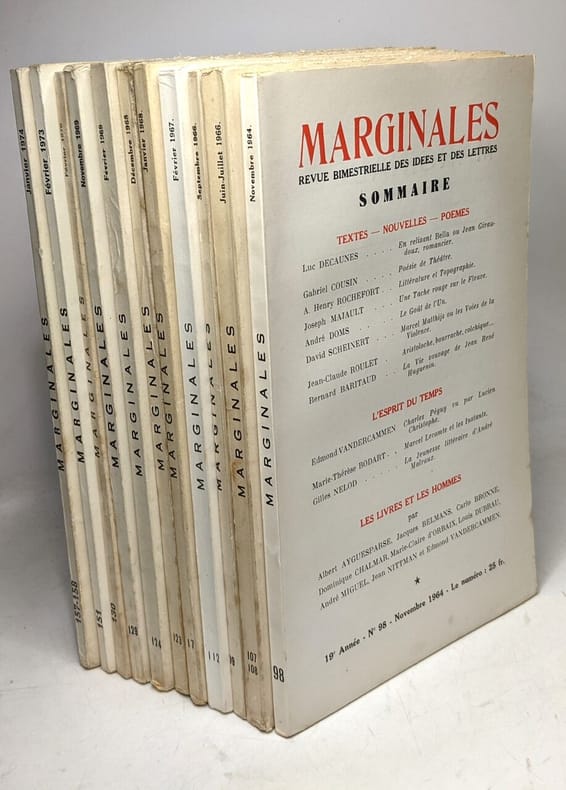 MARGINALES
REVUE BIMESTRIELLE DES IDEES ET DES LETTRES
SOMMAIRE
TEXTES — NOUVELLES — POEMES
Luc DECAUNES . . . . En relisant Bella ou Jean Girau-
doux, romancier.
Gabriel COUSIN . . . . Poésie de Théâtre.
A. Henry ROCHEFORT . . Littérature et Topographie.
Joseph MAJAULT . . . Une Tache rouge sur le Fleuve.
André DOMS . . . . Le Goût de l'Un.
David SCHEINERT . . . Marcel Matthijs ou les Voies de la
Violence.
Jean-Claude ROULET . . Aristoloche, bourrache, colchique...
Bernard BARITAUD . . . La Vie sauvage de Jean René
Huguenin.
L'ESPRIT DU TEMPS
Edmond VANDERCAMMEN Charles Péguy vu par Lucien
Christophe.
Marie-Thérèse BODART . . Marcel Lecomte et les Instants.
Gilles NELOD . . . . . La Jeunesse littéraire d'André
Malraux.
LES LIVRES ET LES HOMMES
par
Albert AYGUESPARSE, Jacques BELMANS, Carlo BRONNE,
Dominique CHALMAR, Marie-Claire d'ORBAIX, Louis DUBRAU,
André MIGUEL, Jean NITTMAN et Edmond VANDERCAMMEN.
19e Année - N° 98 - Novembre 1964 - Le numéro : 25 fr.
Janvier 1974
MARGINALES
157-158
Février 1973
MARGINALES
151
Février
MARGINALES
130
Novembre 1969
MARGINALES
129
Février 1969
MARGINALES
124
Décembre 1968
MARGINALES
123
Janvier 1968.
MARGINALES
17
Février 1967.
MARGINALES
112
Septembre 1966.
MARGINALES
Juin-Juillet 1966.
MARGINALES
107
108
Novembre 1964.
MARGINALES
98